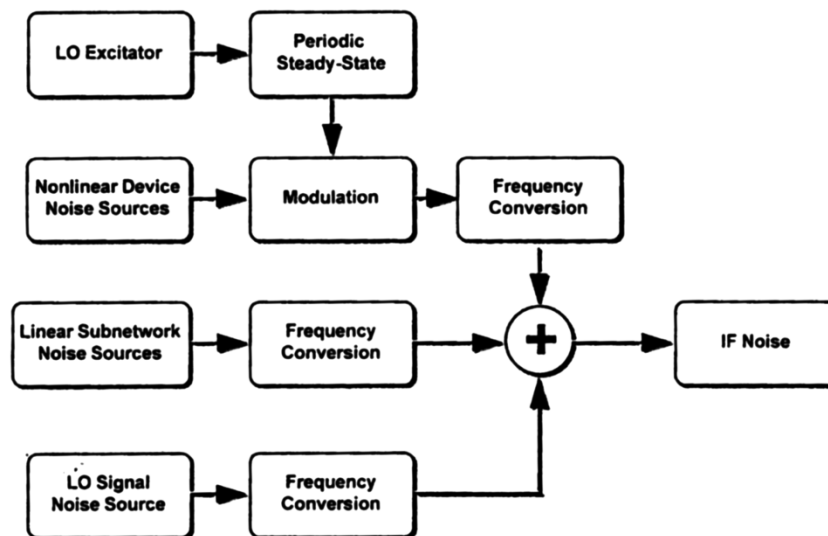 LO Excitator
Periodic
Steady-State
Nonlinear Device
Noise Sources
Modulation
Frequency
Conversion
Linear Subnetwork
Noise Sources
Frequency
Conversion
+
IF Noise
LO Signal
Noise Source
Frequency
Conversion